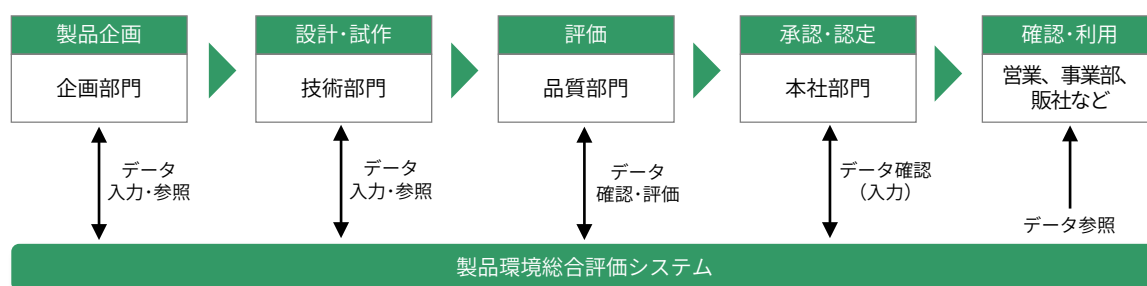 製品企画
企画部門
設計・試作
技術部門
評価
品質部門
承認・認定
本社部門
確認・利用
営業、事業部、
販社など
データ
入力・参照
データ
入力・参照
データ
確認・評価
データ確認
（入力）
データ参照
製品環境総合評価システム